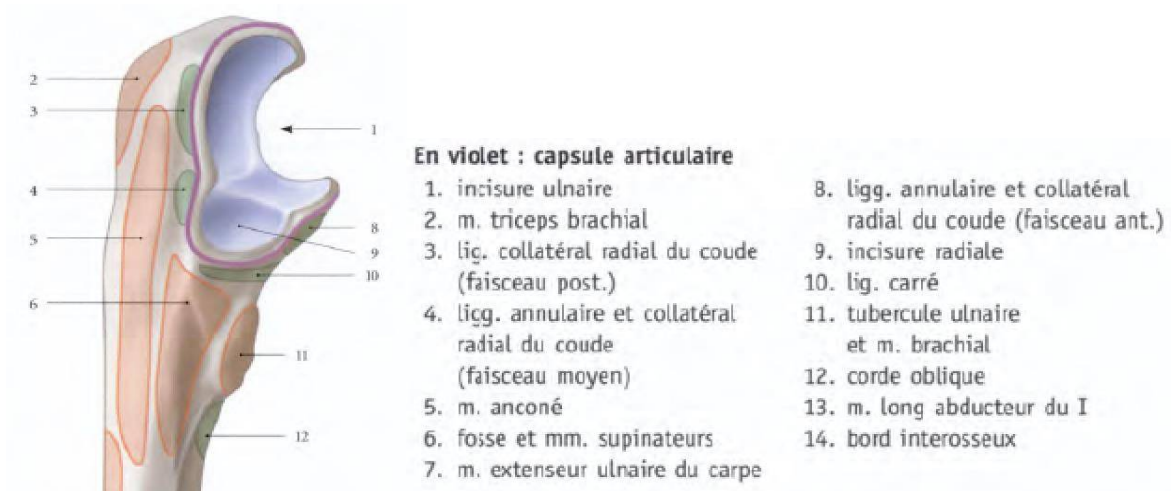 2
3
1
4
8
5
9
10
6
11
12
En violet : capsule articulaire
1. incisure ulnaire
2. m. triceps brachial
3. lig. collatéral radial du coude
(faisceau post.)
4. ligg. annulaire et collatéral
radial du coude
(faisceau moyen)
5. m. anconé
6. fosse et mm. supinateurs
7. m. extenseur ulnaire du carpe
8. ligg. annulaire et collatéral
radial du coude (faisceau ant.)
9. incisure radiale
10. lig. carré
11. tubercule ulnaire
et m. brachial
12. corde oblique
13. m. long abducteur du I
14. bord interosseux